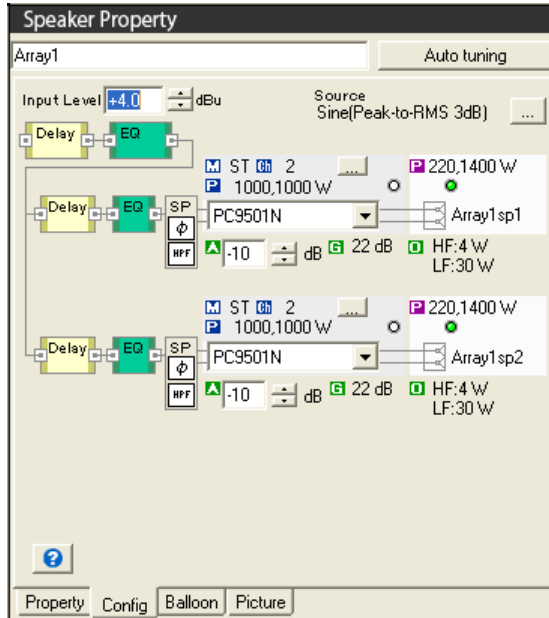 Speaker Property
Array1
Auto tuning
Input Level +4.0 dBu
Source
Sine(Peak-to-RMS 3dB) ...
Delay EQ
M ST Ch 2 ... P 220,1400 W
P 1000,1000 W
Delay EQ SP PC9501N Array1sp1
ϕ
HPF A -10 dB G 22 dB O HF:4 W
LF:30 W
M ST Ch 2 ... P 220,1400 W
P 1000,1000 W
Delay EQ SP PC9501N Array1sp2
ϕ
HPF A -10 dB G 22 dB O HF:4 W
LF:30 W
?
Property Config Balloon Picture